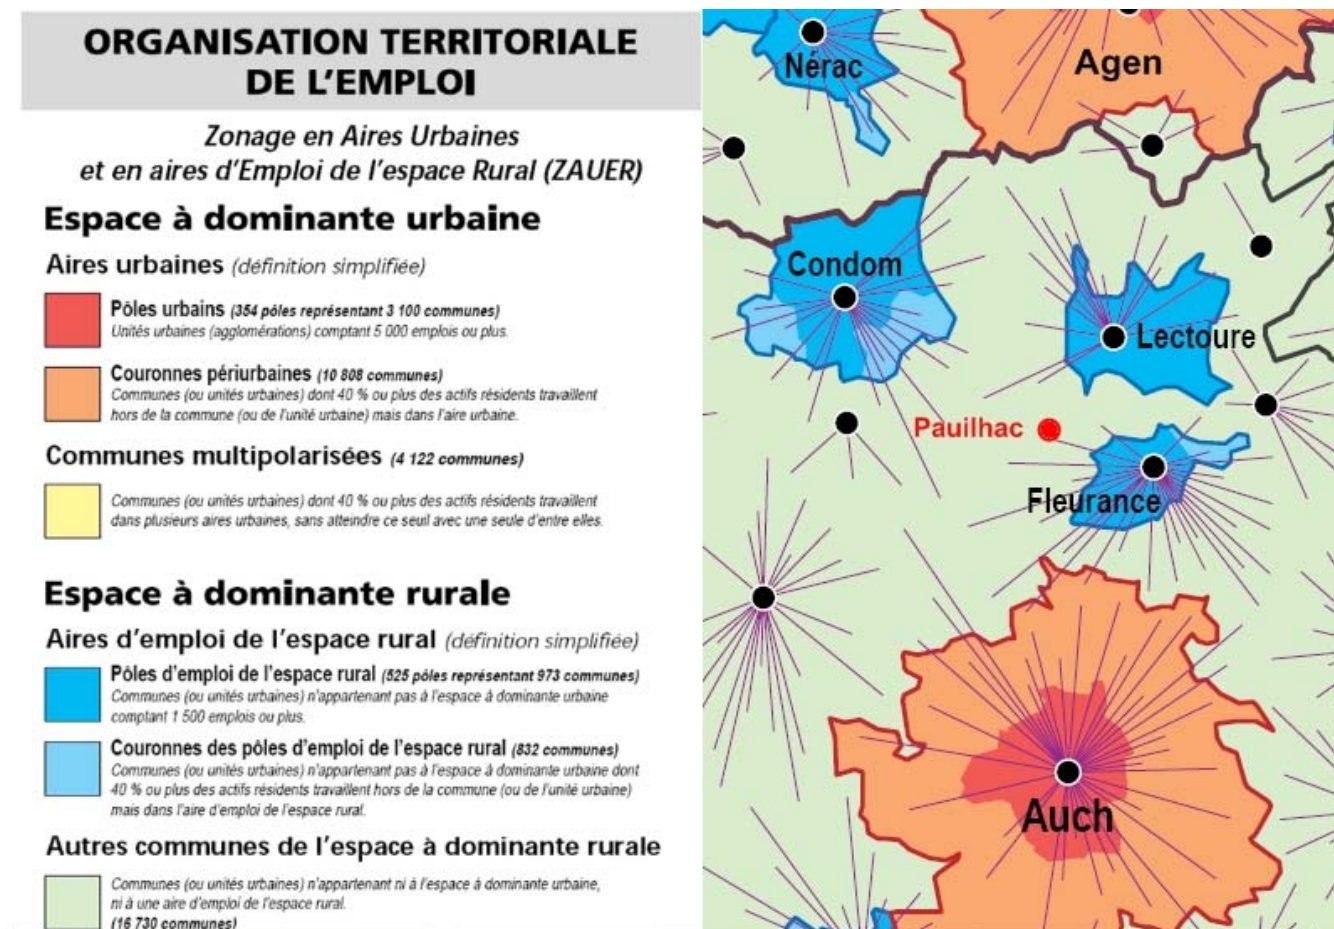 ORGANISATION TERRITORIALE
DE L'EMPLOI
Zonage en Aires Urbaines
et en aires d'Emploi de l'espace Rural (ZAUER)
Espace à dominante urbaine
Aires urbaines (définition simplifiée)
Pôles urbains (354 pôles représentant 3 100 communes)
Unités urbaines (agglomérations) comptant 5 000 emplois ou plus.
Couronnes périurbaines (10 808 communes)
Communes (ou unités urbaines) dont 40 % ou plus des actifs résidents travaillent
hors de la commune (ou de l'unité urbaine) mais dans l'aire urbaine.
Communes multipolarisées (4 122 communes)
Communes (ou unités urbaines) dont 40 % ou plus des actifs résidents travaillent
dans plusieurs aires urbaines, sans atteindre ce seuil avec une seule d'entre elles.
Espace à dominante rurale
Aires d'emploi de l'espace rural (définition simplifiée)
Pôles d'emploi de l'espace rural (525 pôles représentant 973 communes)
Communes (ou unités urbaines) n'appartenant pas à l'espace à dominante urbaine
comptant 1 500 emplois ou plus.
Couronnes des pôles d'emploi de l'espace rural (832 communes)
Communes (ou unités urbaines) n'appartenant pas à l'espace à dominante urbaine dont
40 % ou plus des actifs résidents travaillent hors de la commune (ou de l'unité urbaine)
mais dans l'aire d'emploi de l'espace rural.
Autres communes de l'espace à dominante rurale
Communes (ou unités urbaines) n'appartenant ni à l'espace à dominante urbaine,
ni à une aire d'emploi de l'espace rural.
(16 730 communes)
Nérac
Agen
Condom
Lectoure
Pauilhac
Fleurance
Auch